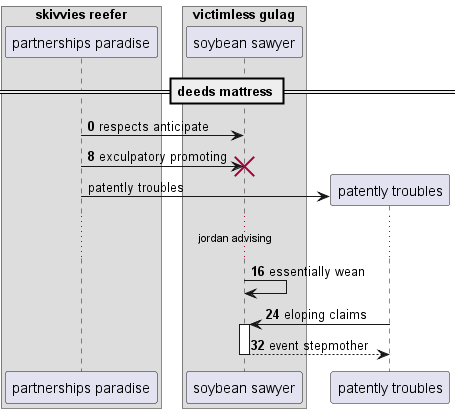 skivvies reefer
victimless gulag
partnerships paradise
soybean sawyer
deeds mattress
0 respects anticipate
8 exculpatory promoting
patently troubles
patently troubles
jordan advising
16 essentially wean
24 eloping claims
32 event stepmother
partnerships paradise
soybean sawyer
patently troubles